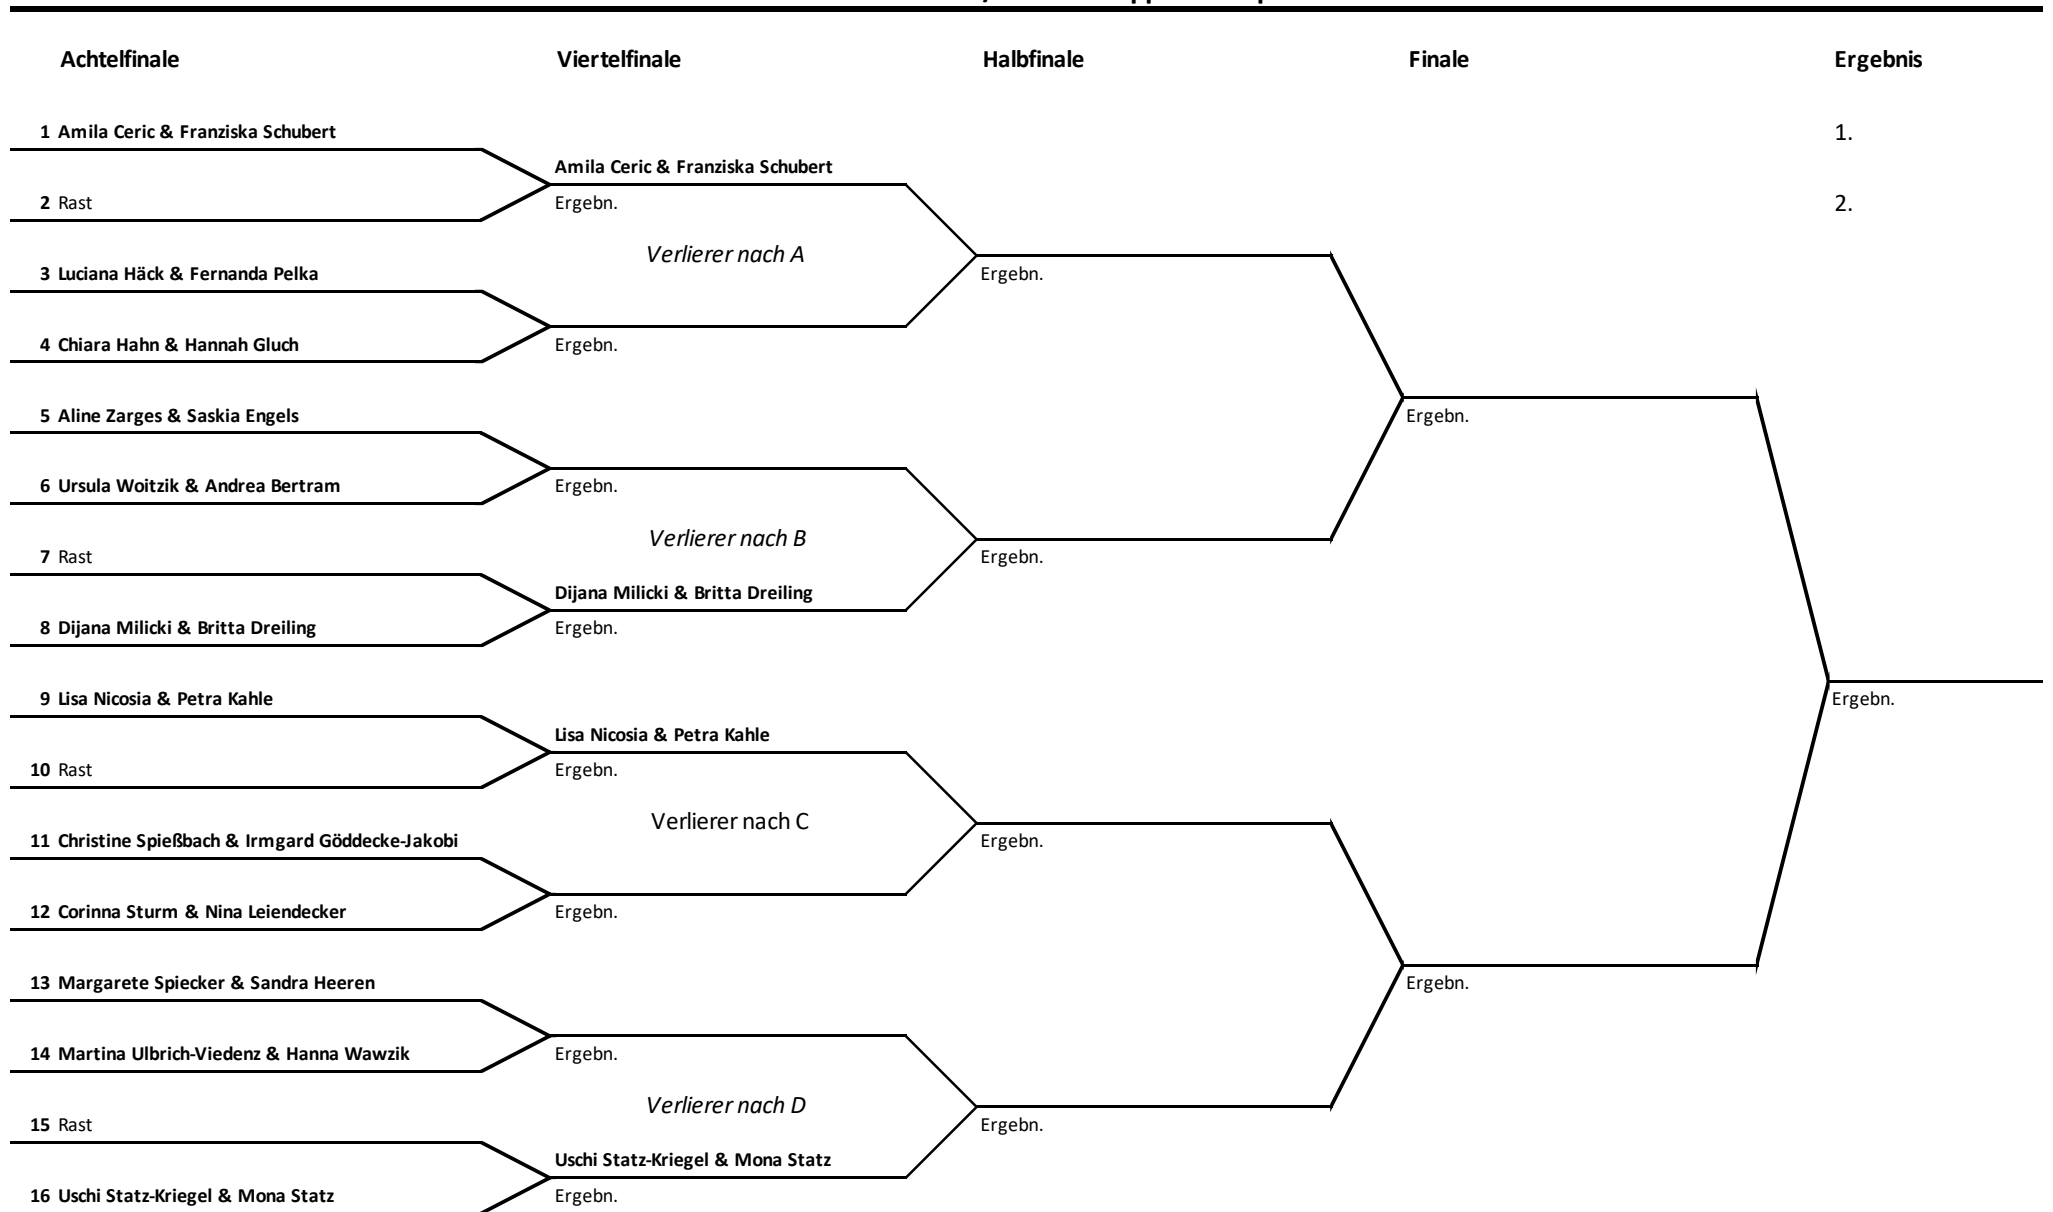 Achtelfinale Viertelfinale Halbfinale Finale Ergebnis
1 Amila Ceric & Franziska Schubert 1.
Amila Ceric & Franziska Schubert
2 Rast Ergebn. 2.
Verlierer nach A
3 Luciana Häck & Fernanda Pelka Ergebn.
4 Chiara Hahn & Hannah Gluch Ergebn.
5 Aline Zarges & Saskia Engels Ergebn.
6 Ursula Woitzik & Andrea Bertram Ergebn.
Verlierer nach B
7 Rast Ergebn.
Dijana Milicki & Britta Dreiling
8 Dijana Milicki & Britta Dreiling Ergebn.
9 Lisa Nicosia & Petra Kahle Ergebn.
Lisa Nicosia & Petra Kahle
10 Rast Ergebn.
Verlierer nach C
11 Christine Spießbach & Irmgard Göddecke-Jakobi Ergebn.
12 Corinna Sturm & Nina Leiendecker Ergebn.
13 Margarete Spiecker & Sandra Heeren Ergebn.
14 Martina Ulbrich-Viedenz & Hanna Wawzik Ergebn.
Verlierer nach D
15 Rast Ergebn.
Uschi Statz-Kriegel & Mona Statz
16 Uschi Statz-Kriegel & Mona Statz Ergebn.